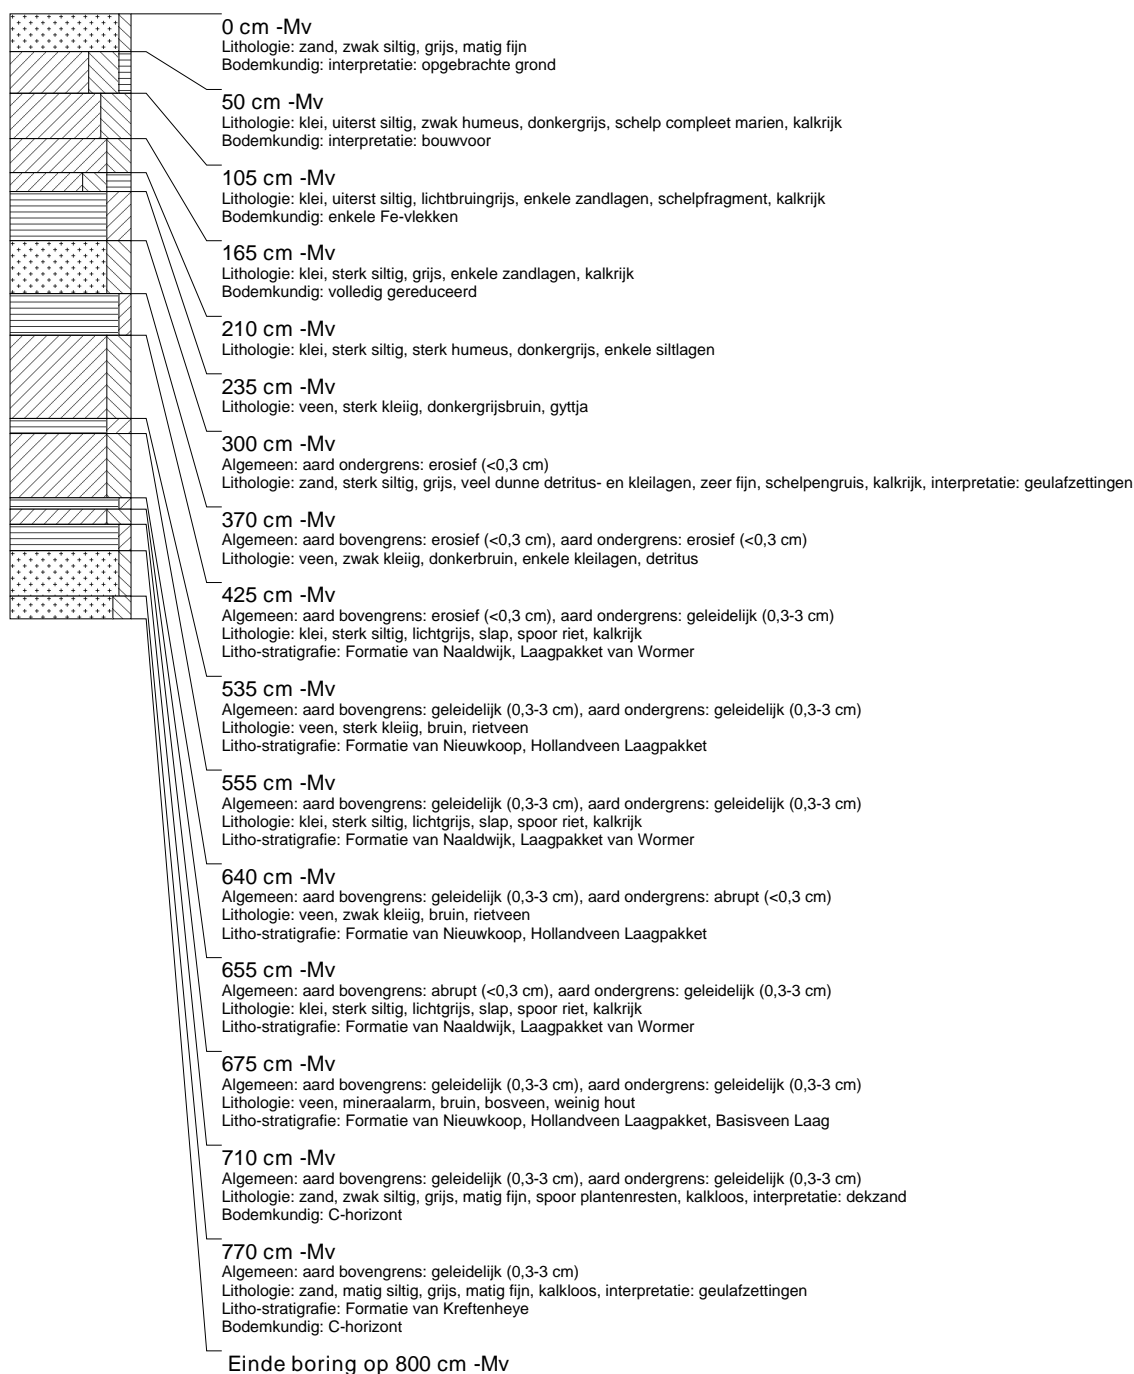 0 cm -Mv
Lithologie: zand, zwak siltig, grijs, matig fijn
Bodemkundig: interpretatie: opgebrachte grond
50 cm -Mv
Lithologie: klei, uiterst siltig, zwak humeus, donkergrijs, schelp compleet marien, kalkrijk
Bodemkundig: interpretatie: bouwvoor
105 cm -Mv
Lithologie: klei, uiterst siltig, lichtbruingrijs, enkele zandlagen, schelpfragment, kalkrijk
Bodemkundig: enkele Fe-vlekken
165 cm -Mv
Lithologie: klei, sterk siltig, grijs, enkele zandlagen, kalkrijk
Bodemkundig: volledig gereduceerd
210 cm -Mv
Lithologie: klei, sterk siltig, sterk humeus, donkergrijs, enkele siltlagen
235 cm -Mv
Lithologie: veen, sterk kleiig, donkergrijsbruin, gyttja
300 cm -Mv
Algemeen: aard ondergrens: erosief (<0,3 cm)
Lithologie: zand, sterk siltig, grijs, veel dunne detritus- en kleilagen, zeer fijn, schelpengruis, kalkrijk, interpretatie: geulafzettingen
370 cm -Mv
Algemeen: aard bovengrens: erosief (<0,3 cm), aard ondergrens: erosief (<0,3 cm)
Lithologie: veen, zwak kleiig, donkerbruin, enkele kleilagen, detritus
425 cm -Mv
Algemeen: aard bovengrens: erosief (<0,3 cm), aard ondergrens: geleidelijk (0,3-3 cm)
Lithologie: klei, sterk siltig, lichtgrijs, slap, spoor riet, kalkrijk
Litho-stratigrafie: Formatie van Naaldwijk, Laagpakket van Wormer
535 cm -Mv
Algemeen: aard bovengrens: geleidelijk (0,3-3 cm), aard ondergrens: geleidelijk (0,3-3 cm)
Lithologie: veen, sterk kleiig, bruin, rietveen
Litho-stratigrafie: Formatie van Nieuwkoop, Hollandveen Laagpakket
555 cm -Mv
Algemeen: aard bovengrens: geleidelijk (0,3-3 cm), aard ondergrens: geleidelijk (0,3-3 cm)
Lithologie: klei, sterk siltig, lichtgrijs, slap, spoor riet, kalkrijk
Litho-stratigrafie: Formatie van Naaldwijk, Laagpakket van Wormer
640 cm -Mv
Algemeen: aard bovengrens: geleidelijk (0,3-3 cm), aard ondergrens: abrupt (<0,3 cm)
Lithologie: veen, zwak kleiig, bruin, rietveen
Litho-stratigrafie: Formatie van Nieuwkoop, Hollandveen Laagpakket
655 cm -Mv
Algemeen: aard bovengrens: abrupt (<0,3 cm), aard ondergrens: geleidelijk (0,3-3 cm)
Lithologie: klei, sterk siltig, lichtgrijs, slap, spoor riet, kalkrijk
Litho-stratigrafie: Formatie van Naaldwijk, Laagpakket van Wormer
675 cm -Mv
Algemeen: aard bovengrens: geleidelijk (0,3-3 cm), aard ondergrens: geleidelijk (0,3-3 cm)
Lithologie: veen, mineraalarm, bruin, bosveen, weinig hout
Litho-stratigrafie: Formatie van Nieuwkoop, Hollandveen Laagpakket, Basisveen Laag
710 cm -Mv
Algemeen: aard bovengrens: geleidelijk (0,3-3 cm), aard ondergrens: geleidelijk (0,3-3 cm)
Lithologie: zand, zwak siltig, grijs, matig fijn, spoor plantenresten, kalkloos, interpretatie: dekzand
Bodemkundig: C-horizont
770 cm -Mv
Algemeen: aard bovengrens: geleidelijk (0,3-3 cm)
Lithologie: zand, matig siltig, grijs, matig fijn, kalkloos, interpretatie: geulafzettingen
Litho-stratigrafie: Formatie van Kreftenheye
Bodemkundig: C-horizont
Einde boring op 800 cm -Mv